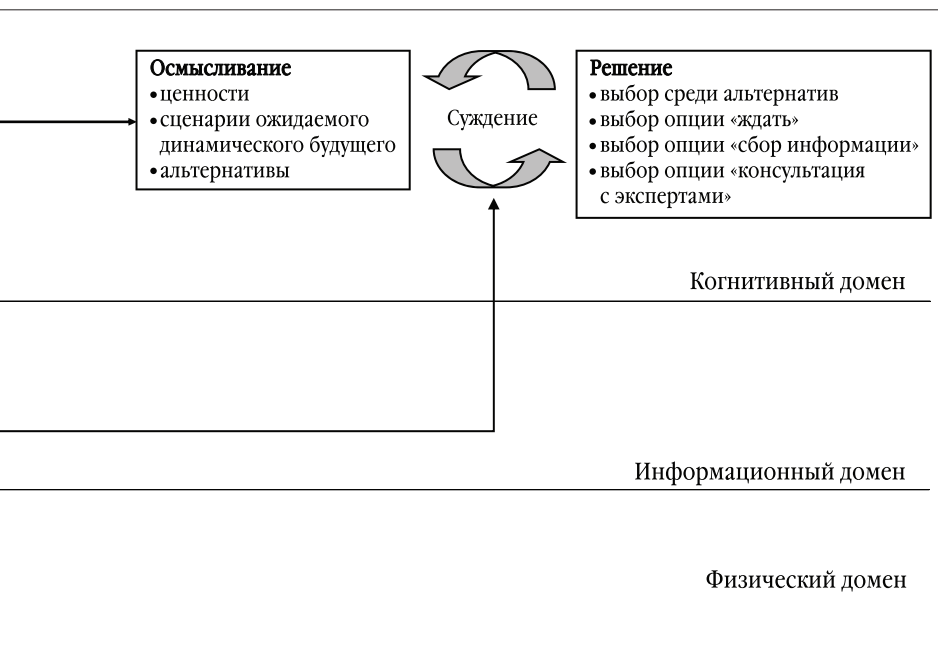 Осмысливание
•ценности
•сценарии ожидаемого
динамического будущего
•альтернативы
Суждение
Решение
•выбор среди альтернатив
•выбор опции «ждать»
•выбор опции «сбор информации»
•выбор опции «консультация
с экспертами»
Когнитивный домен
Информационный домен
Физический домен